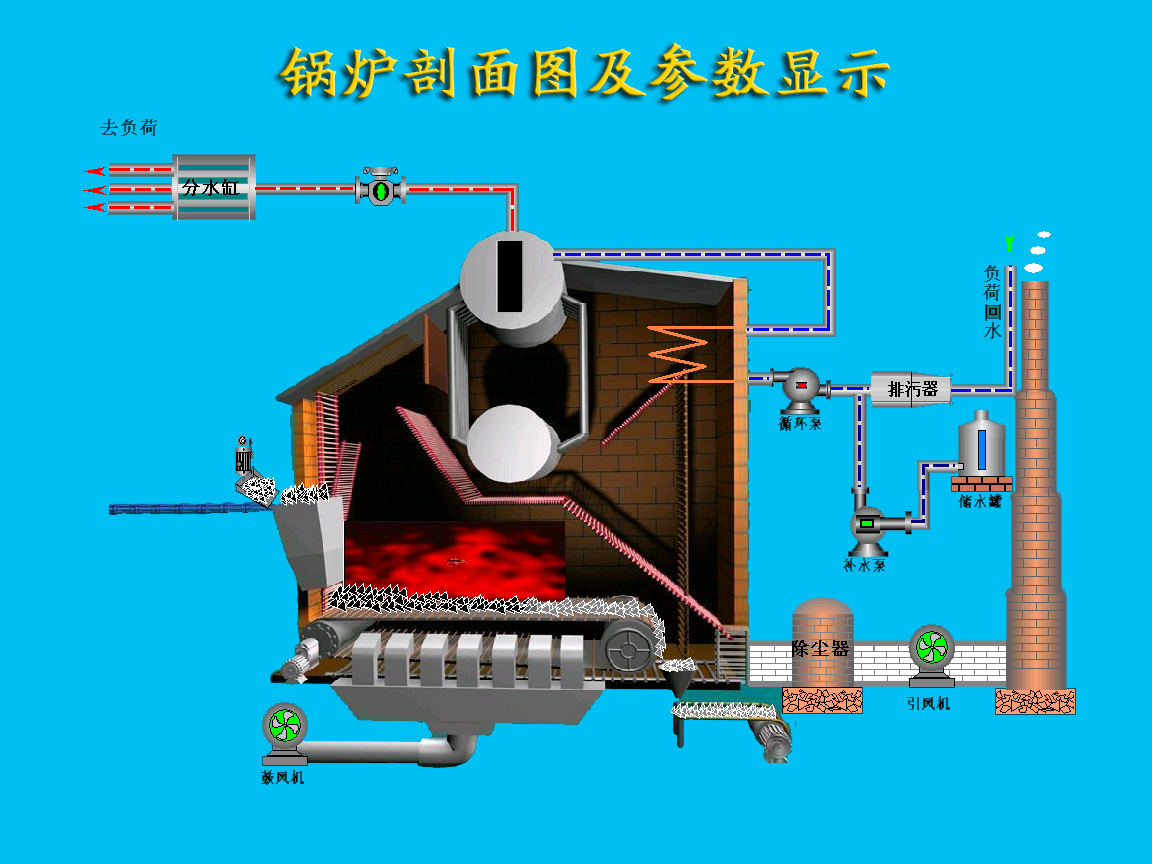 锅炉剖面图及参数显示
去负荷
分水缸
负荷回水
排污器
循环泵
储水罐
补水泵
除尘器
引风机
鼓风机